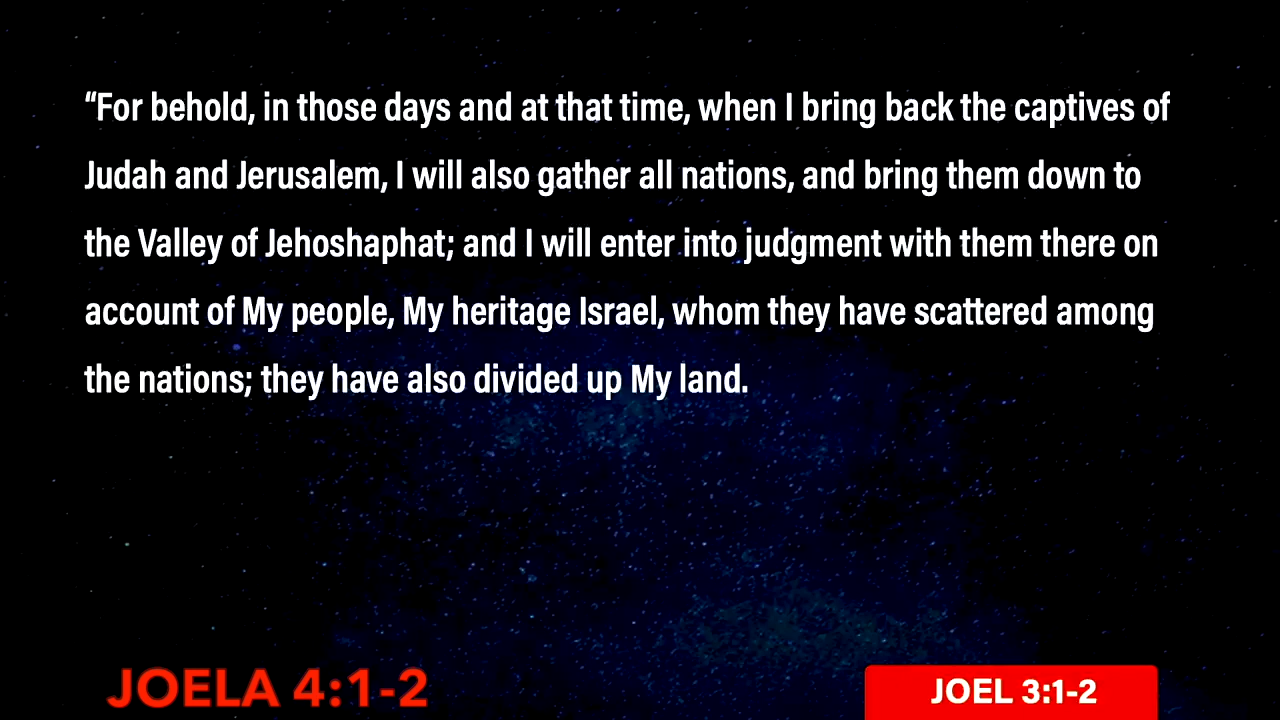 “For behold, in those days and at that time, when I bring back the captives of
Judah and Jerusalem, I will also gather all nations, and bring them down to
the Valley of Jehoshaphat; and I will enter into judgment with them there on
account of My people, My heritage Israel, whom they have scattered among
the nations; they have also divided up My land.
JOELA 4:1-2
JOEL 3:1-2